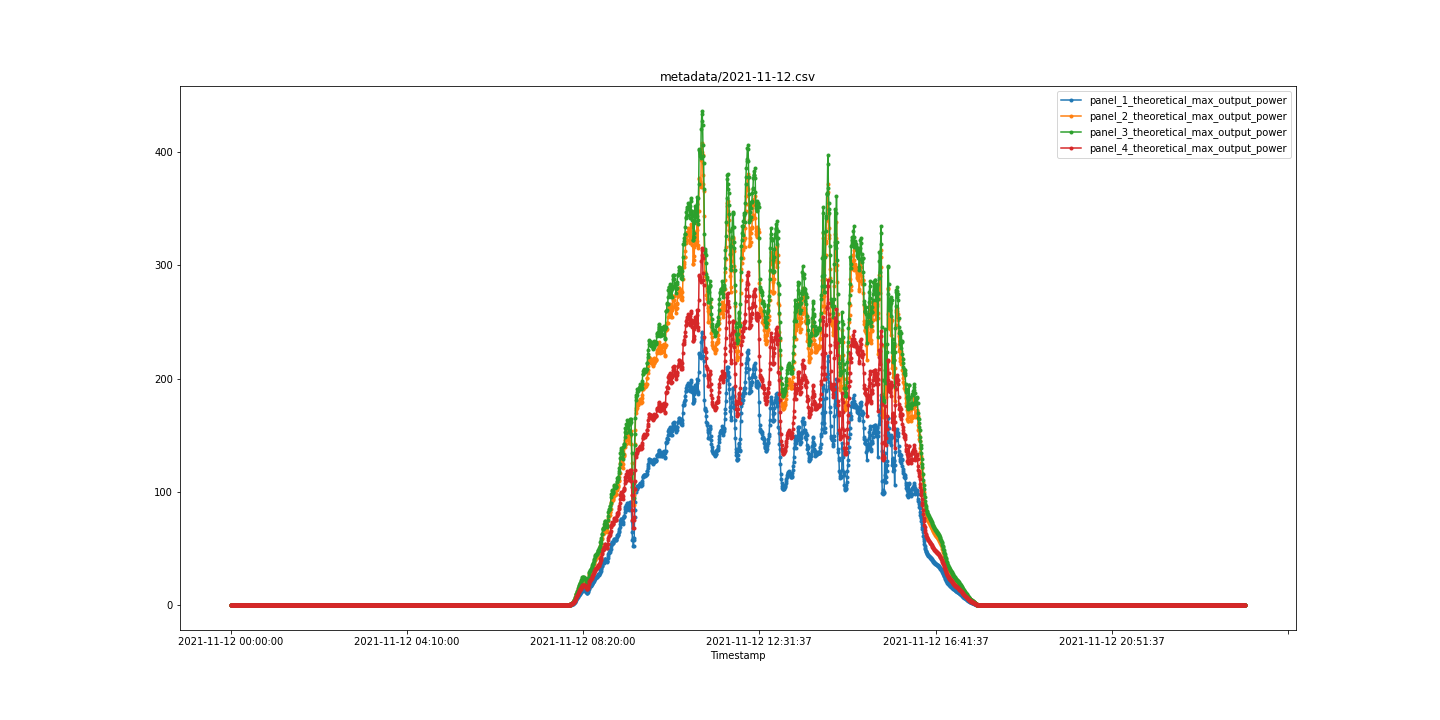 metadata/2021-11-12.csv
panel_1_theoretical_max_output_power
panel_2_theoretical_max_output_power
panel_3_theoretical_max_output_power
panel_4_theoretical_max_output_power
400
300
200
100
0
2021-11-12 00:00:00
2021-11-12 04:10:00
2021-11-12 08:20:00
2021-11-12 12:31:37
2021-11-12 16:41:37
2021-11-12 20:51:37
Timestamp